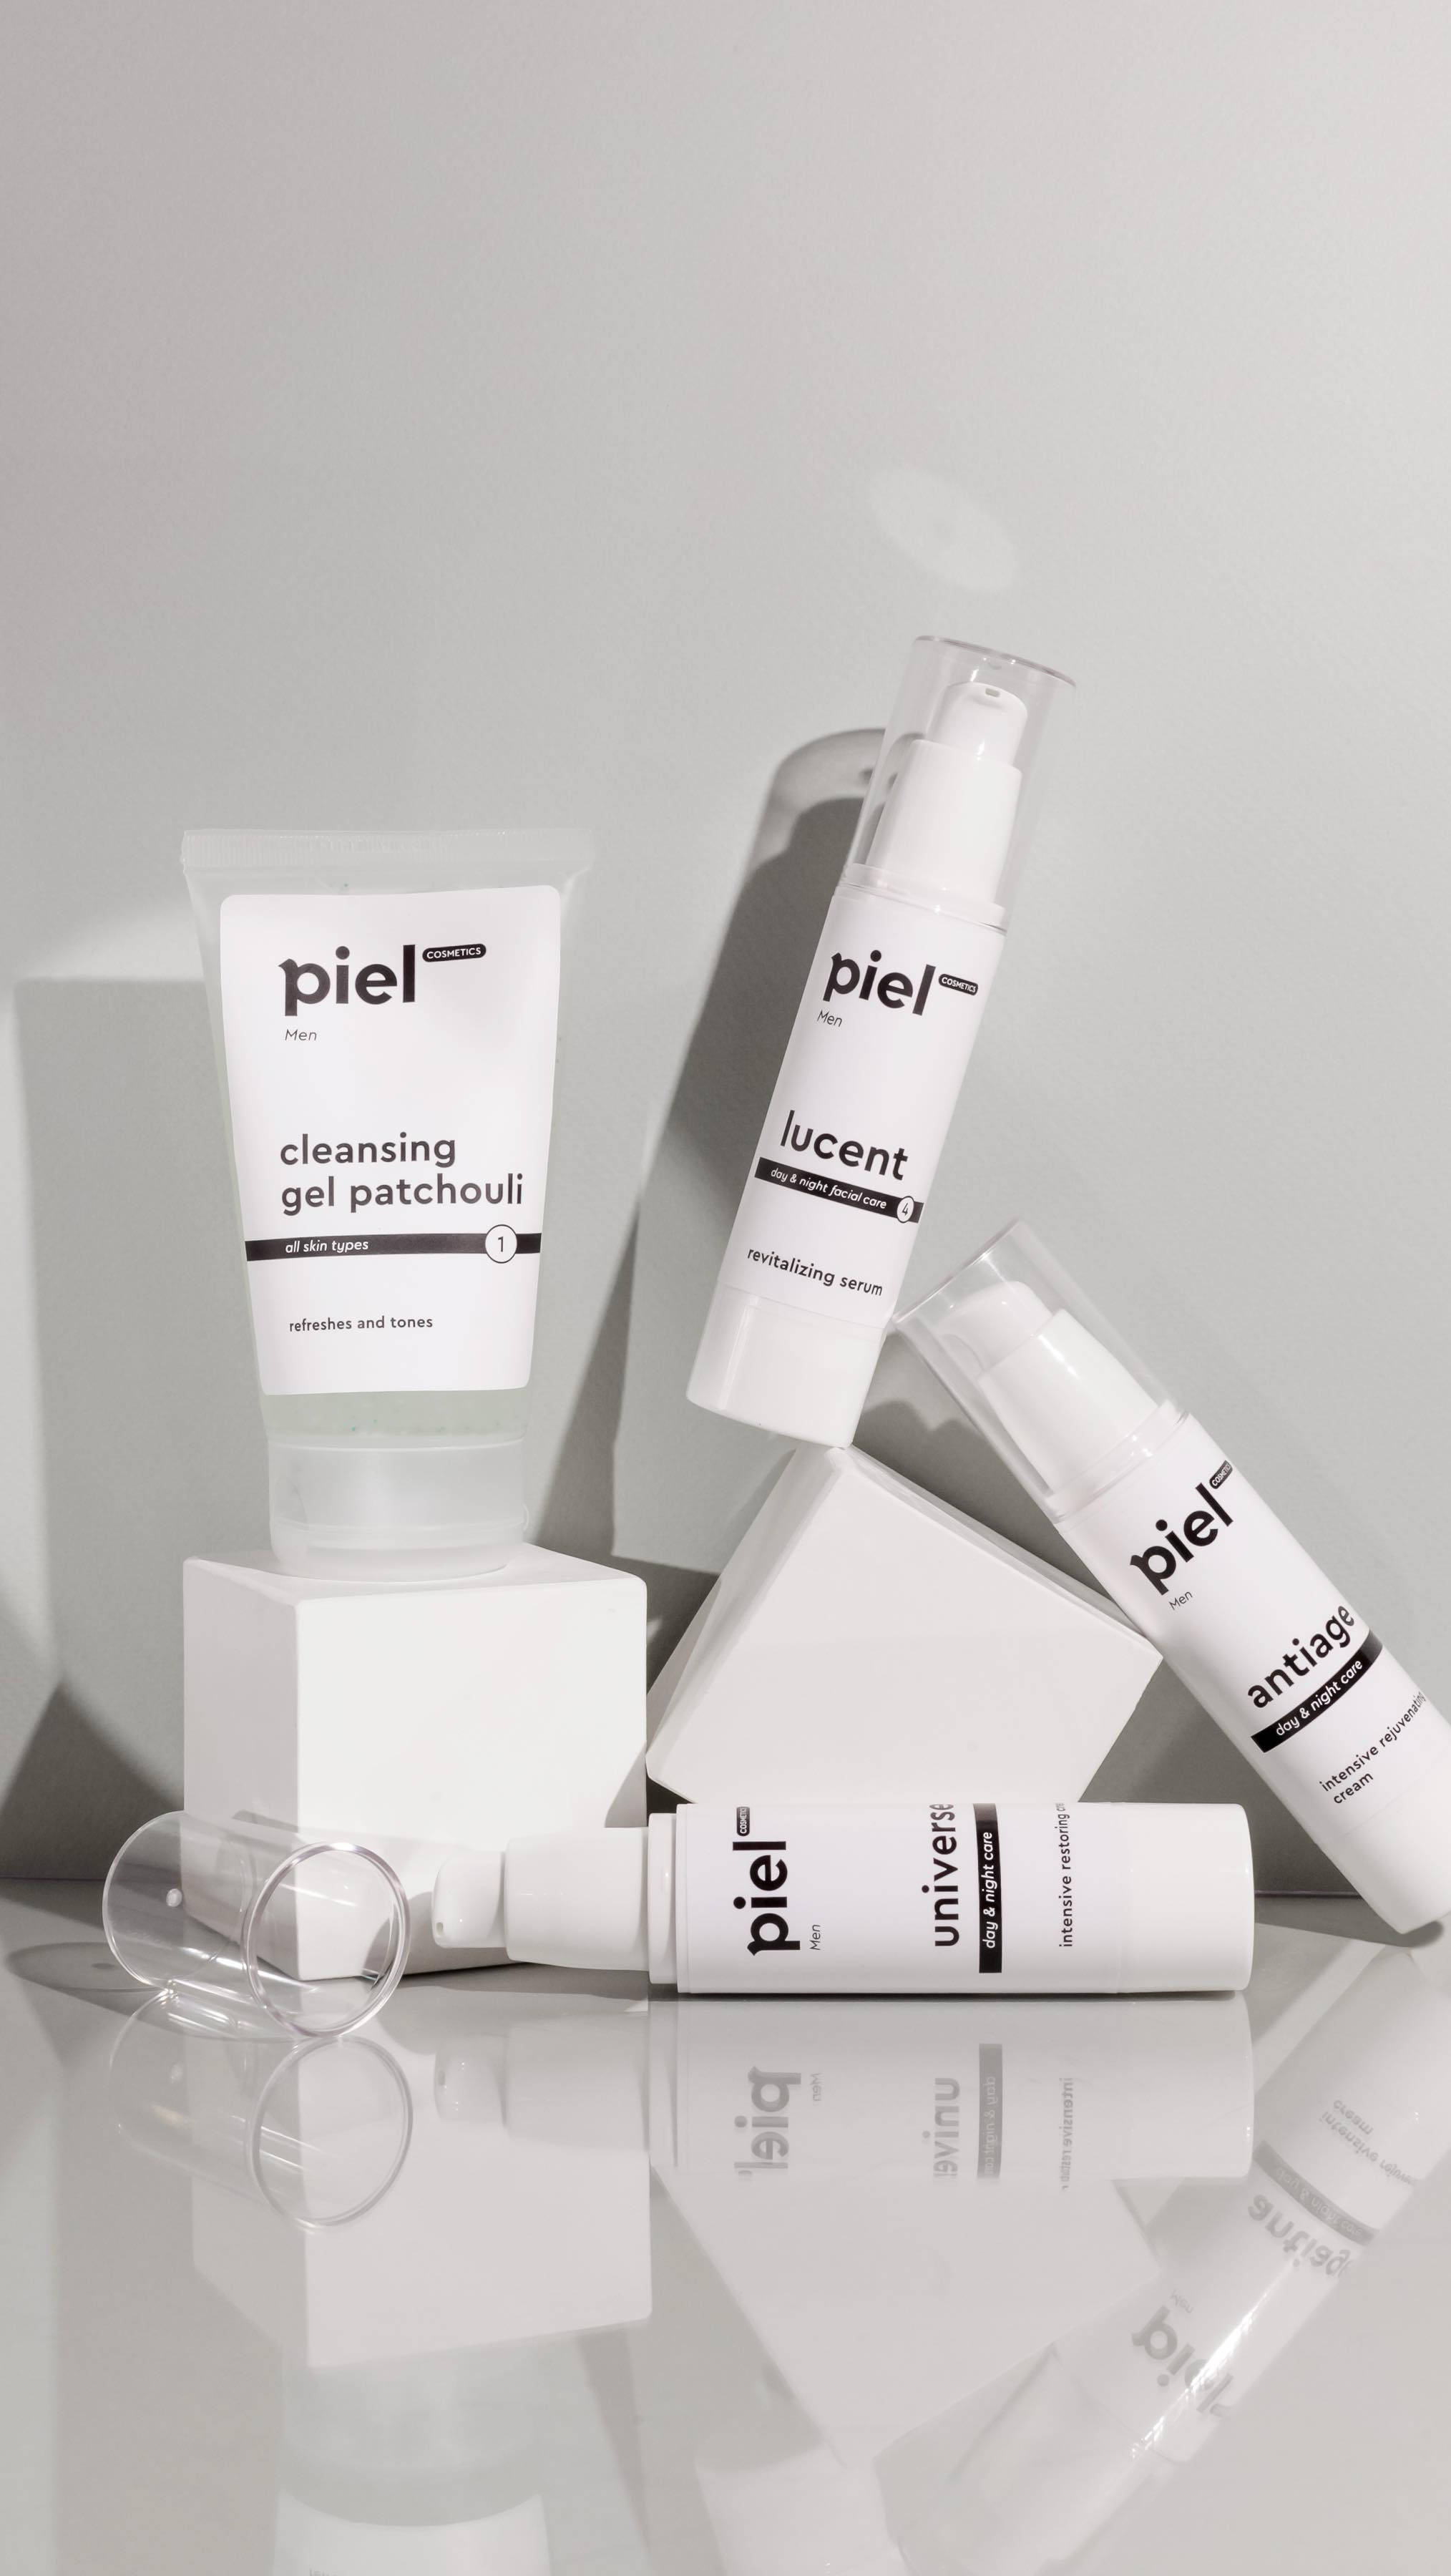 piel COSMETICS
Men
cleansing
gel patchouli
all skin types 1
refreshes and tones
piel COSMETICS
Men
lucent
day & night facial care 4
revitalizing serum
piel COSMETICS
Men
antiage
day & night care
intensive rejuvenating
cream
piel COSMETICS
Men
universe
day & night care
intensive restoring